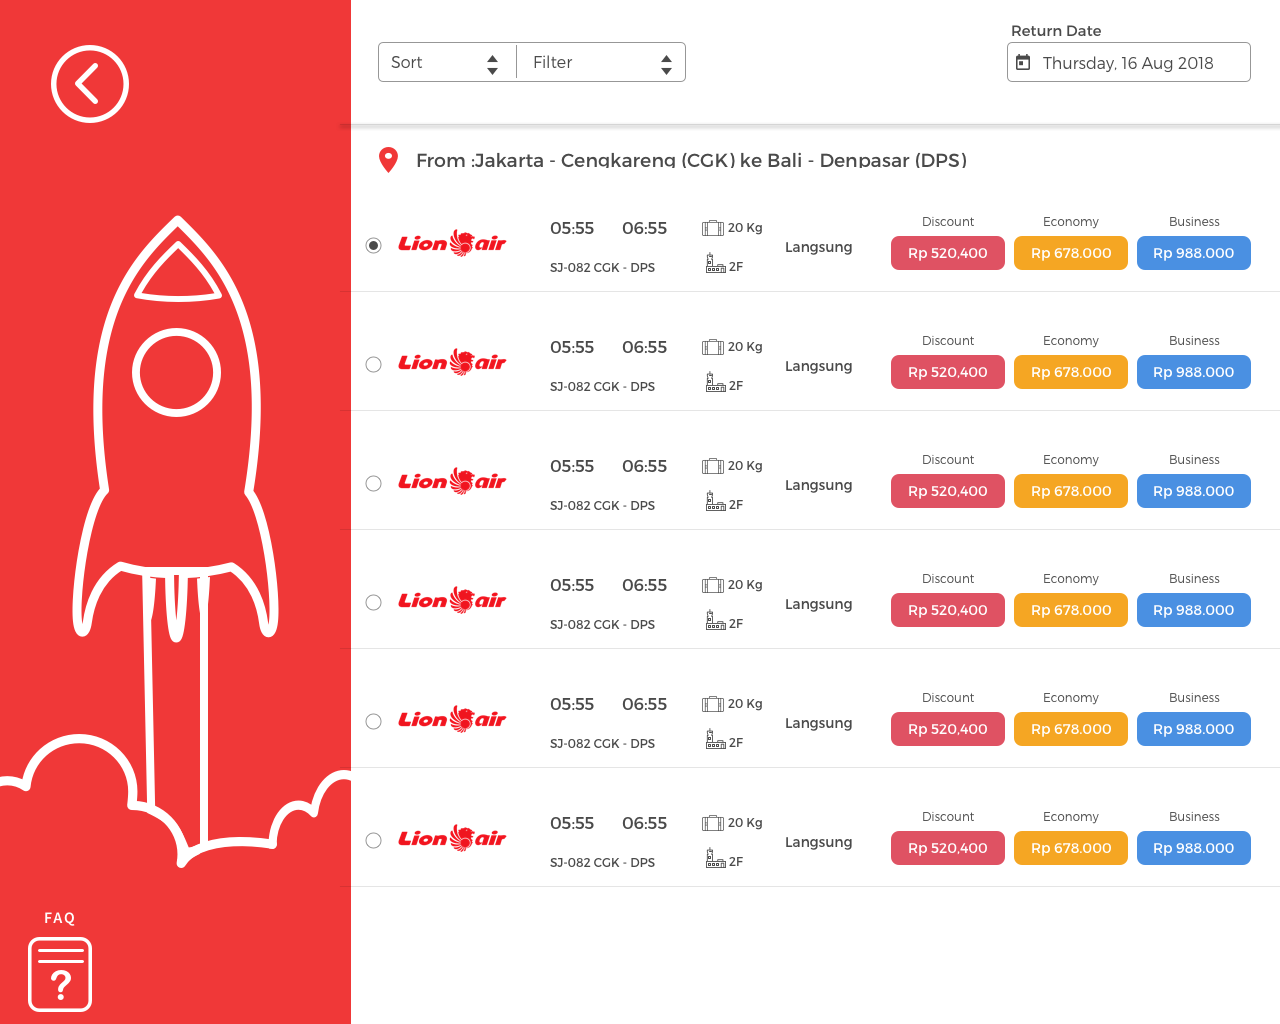 Return Date
Sort Filter Thursday, 16 Aug 2018
From :Jakarta - Cengkareng (CGK) ke Bali - Denpasar (DPS)
Discount Economy Business
05:55 06:55 20 Kg
Lion air Langsung Rp 520,400 Rp 678.000 Rp 988.000
SJ-082 CGK - DPS 2F
Discount Economy Business
05:55 06:55 20 Kg
Lion air Langsung Rp 520,400 Rp 678.000 Rp 988.000
SJ-082 CGK - DPS 2F
Discount Economy Business
05:55 06:55 20 Kg
Lion air Langsung Rp 520,400 Rp 678.000 Rp 988.000
SJ-082 CGK - DPS 2F
Discount Economy Business
05:55 06:55 20 Kg
Lion air Langsung Rp 520,400 Rp 678.000 Rp 988.000
SJ-082 CGK - DPS 2F
Discount Economy Business
05:55 06:55 20 Kg
Lion air Langsung Rp 520,400 Rp 678.000 Rp 988.000
SJ-082 CGK - DPS 2F
Discount Economy Business
05:55 06:55 20 Kg
Lion air Langsung Rp 520,400 Rp 678.000 Rp 988.000
SJ-082 CGK - DPS 2F
FAQ
?